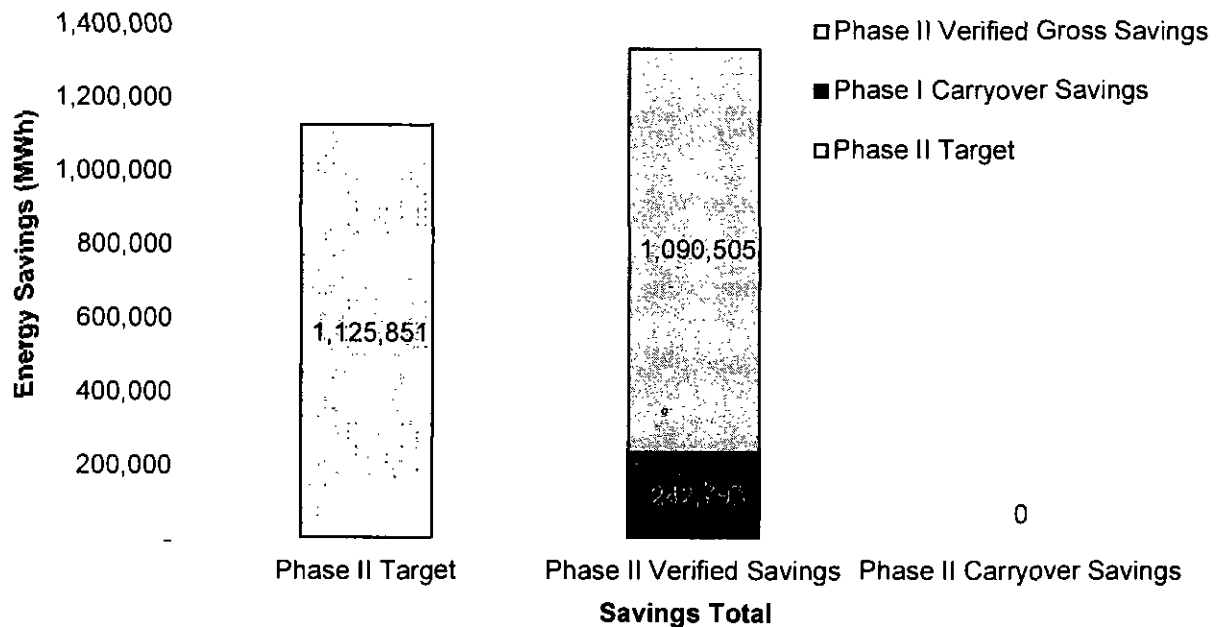 1,400,000
1,200,000
1,000,000
800,000
600,000
400,000
200,000
-
Energy Savings (MWh)
□ Phase II Verified Gross Savings
■ Phase I Carryover Savings
□ Phase II Target
1,125,851
1,090,505
0
Phase II Target
Phase II Verified Savings
Phase II Carryover Savings
Savings Total